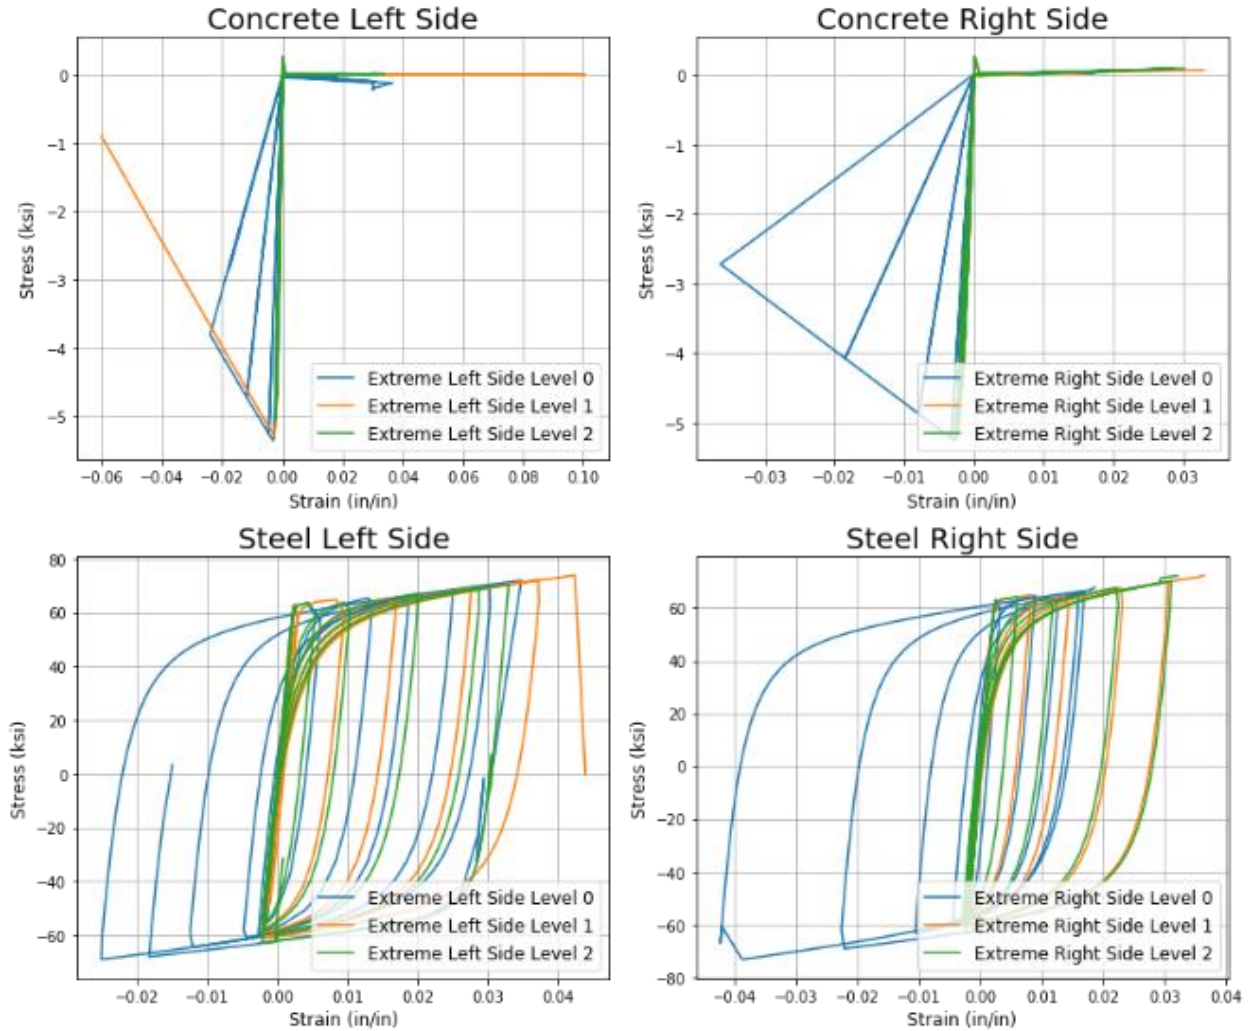 Concrete Left Side
Stress (ksi)
0
−1
−2
−3
−4
−5
Extreme Left Side Level 0
Extreme Left Side Level 1
Extreme Left Side Level 2
−0.06 −0.04 −0.02 0.00 0.02 0.04 0.06 0.08 0.10
Strain (in/in)
Concrete Right Side
Stress (ksi)
0
−1
−2
−3
−4
−5
Extreme Right Side Level 0
Extreme Right Side Level 1
Extreme Right Side Level 2
−0.03 −0.02 −0.01 0.00 0.01 0.02 0.03
Strain (in/in)
Steel Left Side
Stress (ksi)
80
60
40
20
0
−20
−40
−60
Extreme Left Side Level 0
Extreme Left Side Level 1
Extreme Left Side Level 2
−0.02 −0.01 0.00 0.01 0.02 0.03 0.04
Strain (in/in)
Steel Right Side
Stress (ksi)
60
40
20
0
−20
−40
−60
−80
Extreme Right Side Level 0
Extreme Right Side Level 1
Extreme Right Side Level 2
−0.04 −0.03 −0.02 −0.01 0.00 0.01 0.02 0.03 0.04
Strain (in/in)